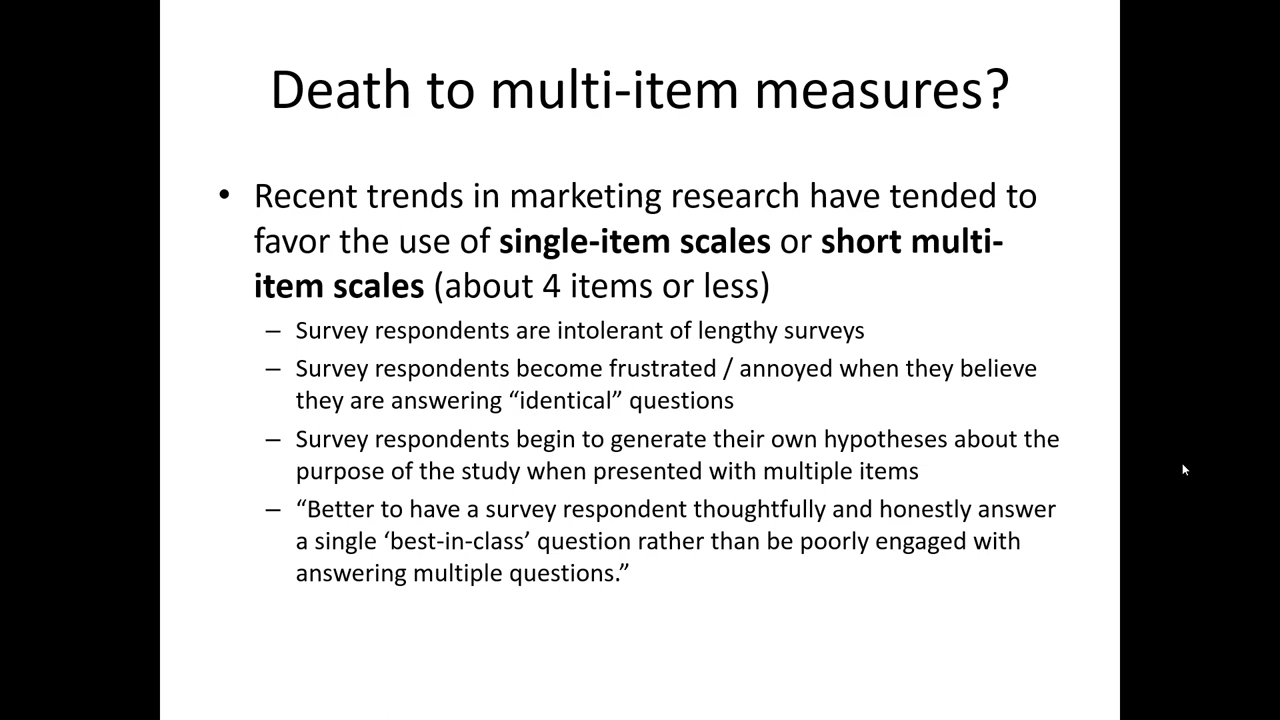 Death to multi-item measures?
• Recent trends in marketing research have tended to
favor the use of single-item scales or short multi-
item scales (about 4 items or less)
– Survey respondents are intolerant of lengthy surveys
– Survey respondents become frustrated / annoyed when they believe
they are answering “identical” questions
– Survey respondents begin to generate their own hypotheses about the
purpose of the study when presented with multiple items
– “Better to have a survey respondent thoughtfully and honestly answer
a single ‘best-in-class’ question rather than be poorly engaged with
answering multiple questions.”